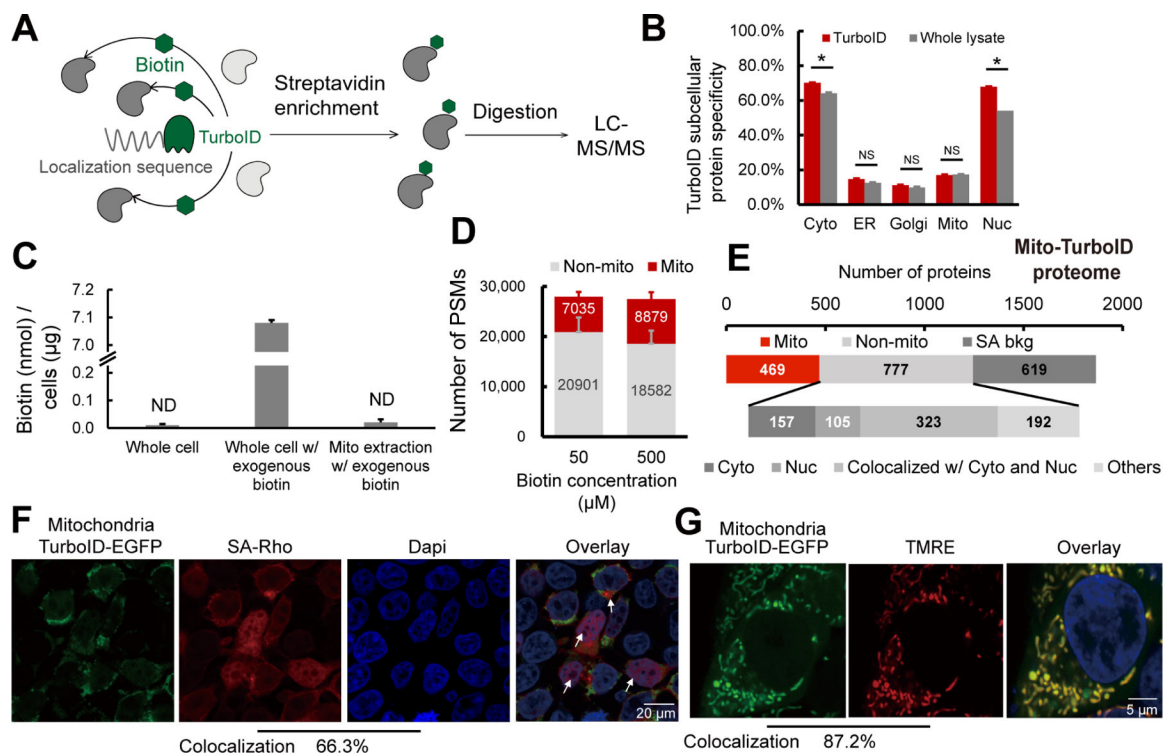 A
Biotin
TurboID
Localization sequence
Streptavidin
enrichment
Digestion
LC-
MS/MS
B
TurboID
Whole lysate
TurboID subcellular
protein specificity
100.0%
80.0%
60.0%
40.0%
20.0%
0.0%
*
NS
NS
NS
*
Cyto
ER
Golgi
Mito
Nuc
C
Biotin (nmol) /
cells (µg)
7.2
7.1
7.0
0.2
0.1
0.0
ND
ND
Whole cell
Whole cell w/
exogenous
biotin
Mito extraction
w/ exogenous
biotin
D
Non-mito
Mito
Number of PSMs
30,000
20,000
10,000
0
7035
20901
8879
18582
50
500
Biotin concentration
(µM)
E
Number of proteins
Mito-TurboID
proteome
0
500
1000
1500
2000
Mito
Non-mito
SA bkg
469
777
619
157
105
323
192
Cyto
Nuc
Colocalized w/ Cyto and Nuc
Others
F
Mitochondria
TurboID-EGFP
SA-Rho
Dapi
Overlay
20 µm
Colocalization 66.3%
G
Mitochondria
TurboID-EGFP
TMRE
Overlay
5 µm
Colocalization 87.2%